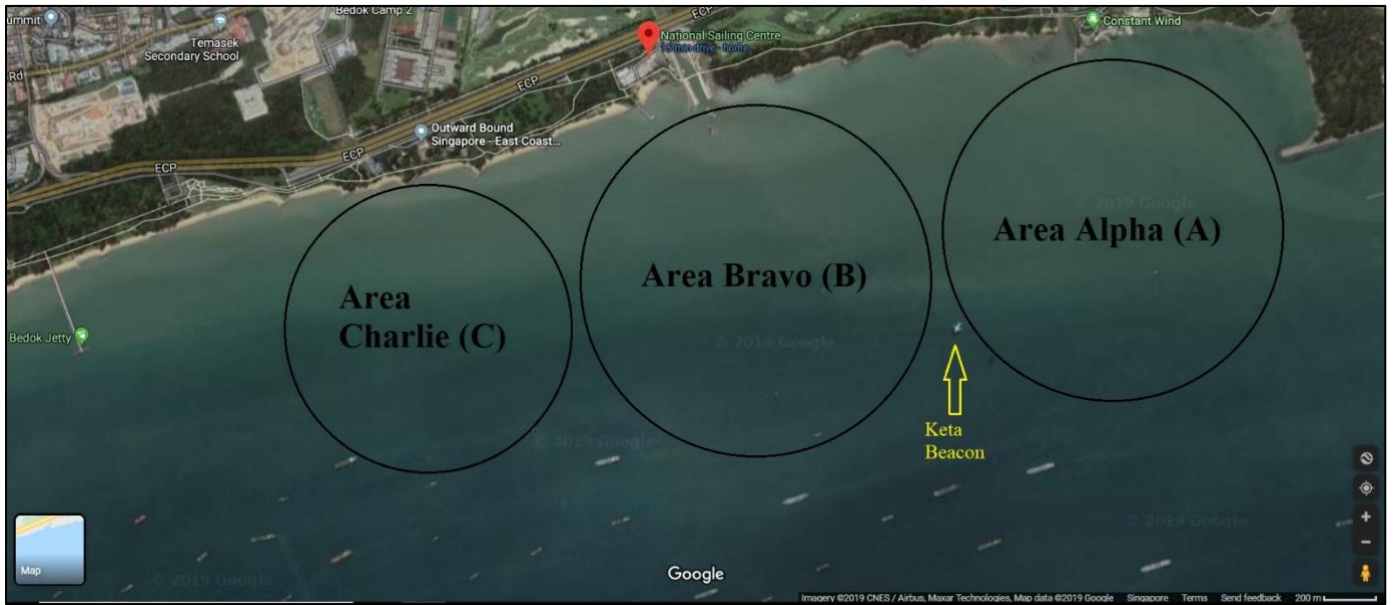 ummit
Bedok Camp 2
ECP
Constant Wind
Temasek
Secondary School
National Sailing Centre
15 min drive - home
Rd
ECP
Outward Bound
Singapore - East Coast...
ECP
ECP
© 2019 Google
Area Alpha (A)
Area Bravo (B)
Area
Charlie (C)
Bedok Jetty
© 2019 Google
Keta
Beacon
© 2019 Google
© 2019 Google
Map
Google
© 2019 Google
Imagery ©2019 CNES / Airbus, Maxar Technologies, Map data ©2019 Google Singapore Terms Send feedback 200 m